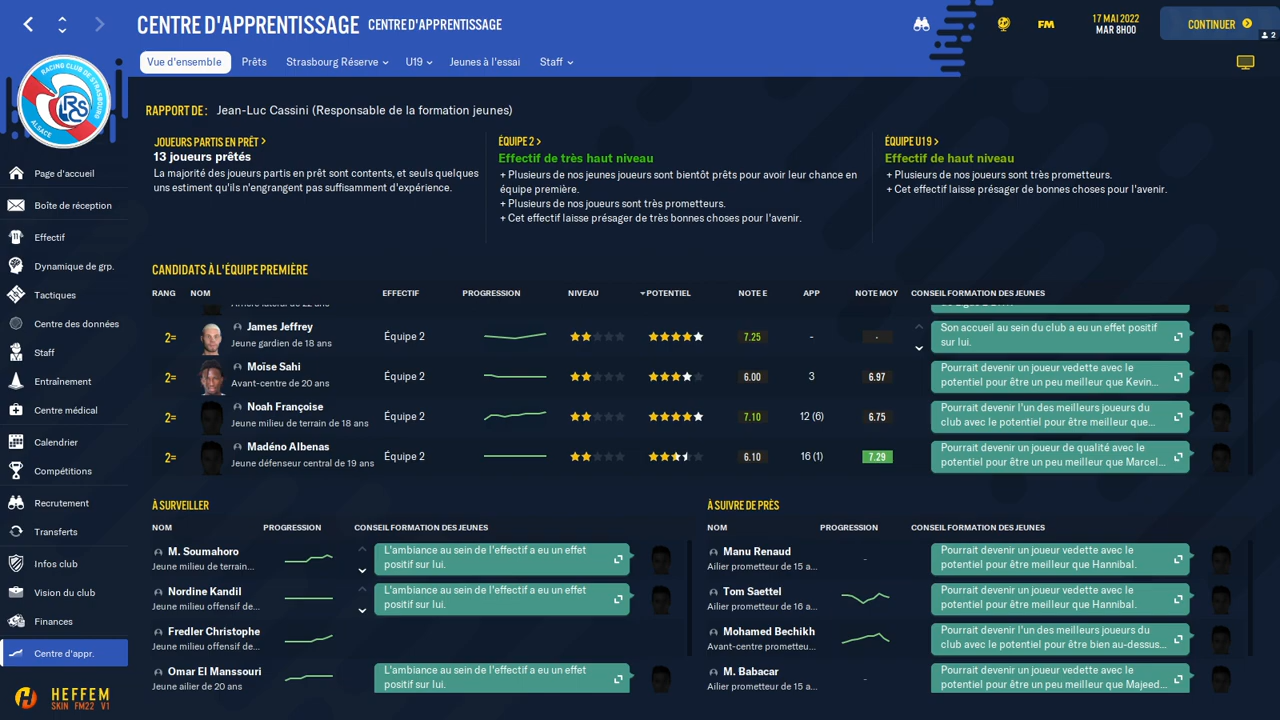 CENTRE D'APPRENTISSAGE CENTRE D'APPRENTISSAGE
FM
17 MAI 2022
MAR 8H00
CONTINUER
2
Vue d'ensemble Prêts Strasbourg Réserve U19 Jeunes à l'essai Staff
RACING CLUB DE STRASBOURG
RCS
ALSACE
Page d'accueil
Boîte de réception
Effectif
Dynamique de grp.
Tactiques
Centre des données
Staff
Entraînement
Centre médical
Calendrier
Compétitions
Recrutement
Transferts
Infos club
Vision du club
Finances
Centre d'appr.
HEFFEM
SKIN FM22 V1
RAPPORT DE : Jean-Luc Cassini (Responsable de la formation jeunes)
JOUEURS PARTIS EN PRÊT
13 joueurs prêtés
La majorité des joueurs partis en prêt sont contents, et seuls quelques
uns estiment qu'ils n'engrangent pas suffisamment d'expérience.
ÉQUIPE 2
Effectif de très haut niveau
+ Plusieurs de nos jeunes joueurs sont bientôt prêts pour avoir leur chance en
équipe première.
+ Plusieurs de nos joueurs sont très prometteurs.
+ Cet effectif laisse présager de très bonnes choses pour l'avenir.
ÉQUIPE U19
Effectif de haut niveau
+ Plusieurs de nos joueurs sont très prometteurs.
+ Cet effectif laisse présager de bonnes choses pour l'avenir.
CANDIDATS À L'ÉQUIPE PREMIÈRE
RANG NOM EFFECTIF PROGRESSION NIVEAU POTENTIEL NOTE E APP NOTE MOY CONSEIL FORMATION DES JEUNES
2= James Jeffrey
Jeune gardien de 18 ans
Équipe 2 7.25 - -
Son accueil au sein du club a eu un effet positif
sur lui.
2= Moïse Sahi
Avant-centre de 20 ans
Équipe 2 6.00 3 6.97
Pourrait devenir un joueur vedette avec le
potentiel pour être un peu meilleur que Kevin...
2= Noah Françoise
Jeune milieu de terrain de 18 ans
Équipe 2 7.10 12 (6) 6.75
Pourrait devenir l'un des meilleurs joueurs du
club avec le potentiel pour être meilleur que...
2= Madéno Albenas
Jeune défenseur central de 19 ans
Équipe 2 6.10 16 (1) 7.29
Pourrait devenir un joueur de qualité avec le
potentiel pour être un peu meilleur que Marcel...
À SURVEILLER
NOM PROGRESSION CONSEIL FORMATION DES JEUNES
M. Soumahoro
Jeune milieu de terrain...
L'ambiance au sein de l'effectif a eu un effet
positif sur lui.
Nordine Kandil
Jeune milieu offensif de...
L'ambiance au sein de l'effectif a eu un effet
positif sur lui.
Fredler Christophe
Jeune milieu offensif de...
Omar El Manssouri
Jeune ailier de 20 ans
L'ambiance au sein de l'effectif a eu un effet
positif sur lui.
À SUIVRE DE PRÈS
NOM PROGRESSION CONSEIL FORMATION DES JEUNES
Manu Renaud
Ailier prometteur de 15 a...
-
Pourrait devenir un joueur vedette avec le
potentiel pour être meilleur que Hannibal.
Tom Saettel
Ailier prometteur de 16 a...
Pourrait devenir un joueur vedette avec le
potentiel pour être meilleur que Hannibal.
Mohamed Bechikh
Avant-centre prometteu...
Pourrait devenir l'un des meilleurs joueurs du
club avec le potentiel pour être bien au-dessus...
M. Babacar
Ailier prometteur de 15 a...
-
Pourrait devenir un joueur vedette avec le
potentiel pour être un peu meilleur que Majeed...